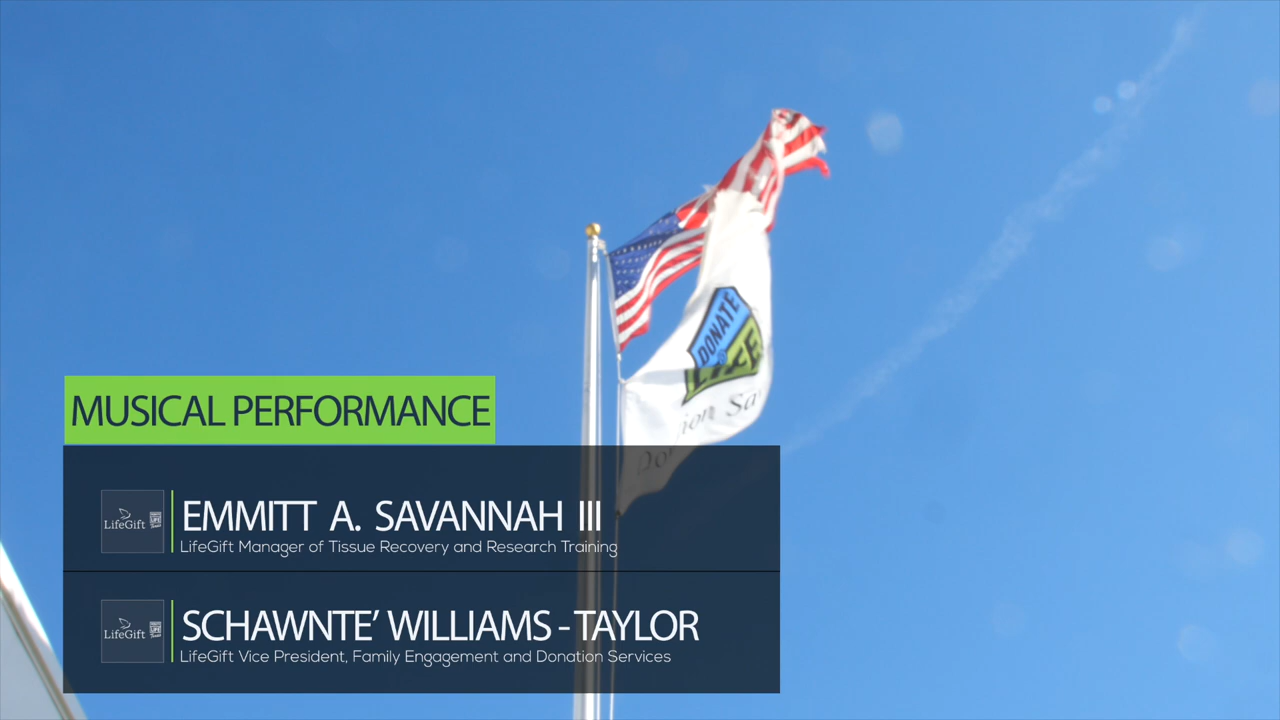 DONATE
LIFE
MUSICAL PERFORMANCE
LifeGift
EMMITT A. SAVANNAH III
LifeGift Manager of Tissue Recovery and Research Training
LifeGift
SCHAWNTE’ WILLIAMS - TAYLOR
LifeGift Vice President, Family Engagement and Donation Services